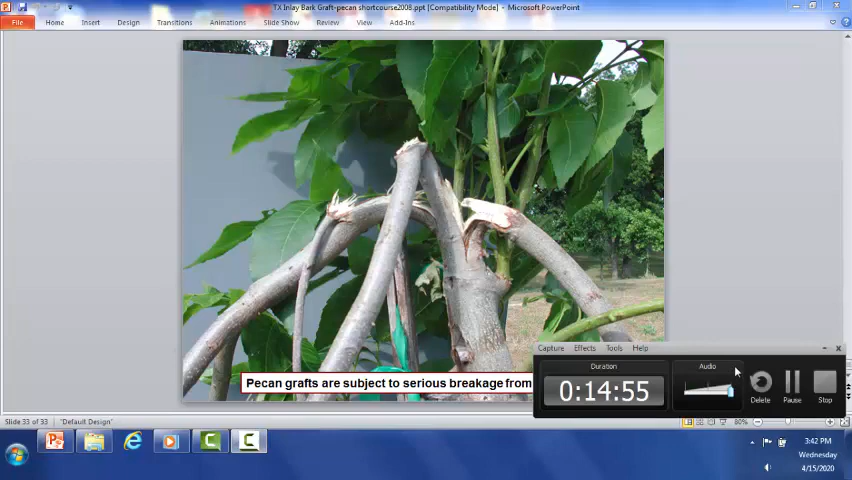 TX Inlay Bark Graft-pecan shortcourse2008.ppt [Compatibility Mode] - Microsoft PowerPoint
File Home Insert Design Transitions Animations Slide Show Review View Add-Ins
Pecan grafts are subject to serious breakage from
Capture Effects Tools Help
Duration Audio
0:14:55
Delete Pause Stop
Slide 33 of 33 "Default Design" 80%
3:42 PM
Wednesday
4/15/2020